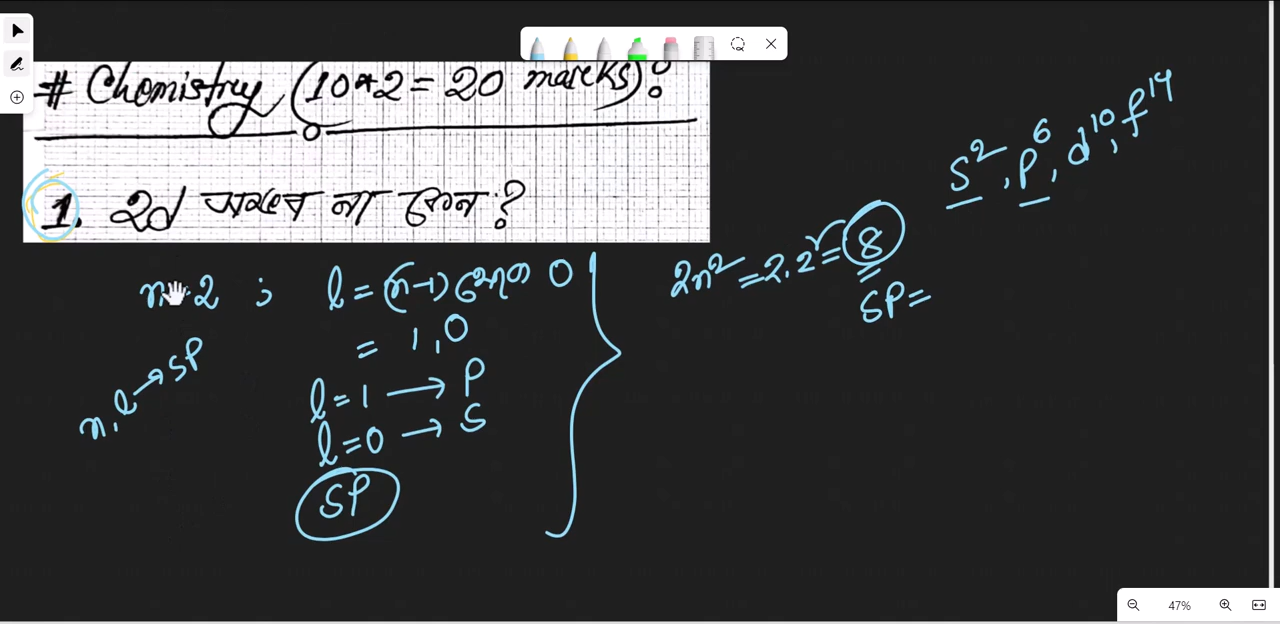 # Chemistry (10*2 = 20 marks):
1. 2d সম্ভব না কেন ?
n=2 ; l = (n-1) থেকে 0
= 1, 0
l = 1 → P
l = 0 → S
SP
n, l → SP
2n² = 2.2² = 8
SP =
S², P⁶, d¹⁰, f¹⁴
47%